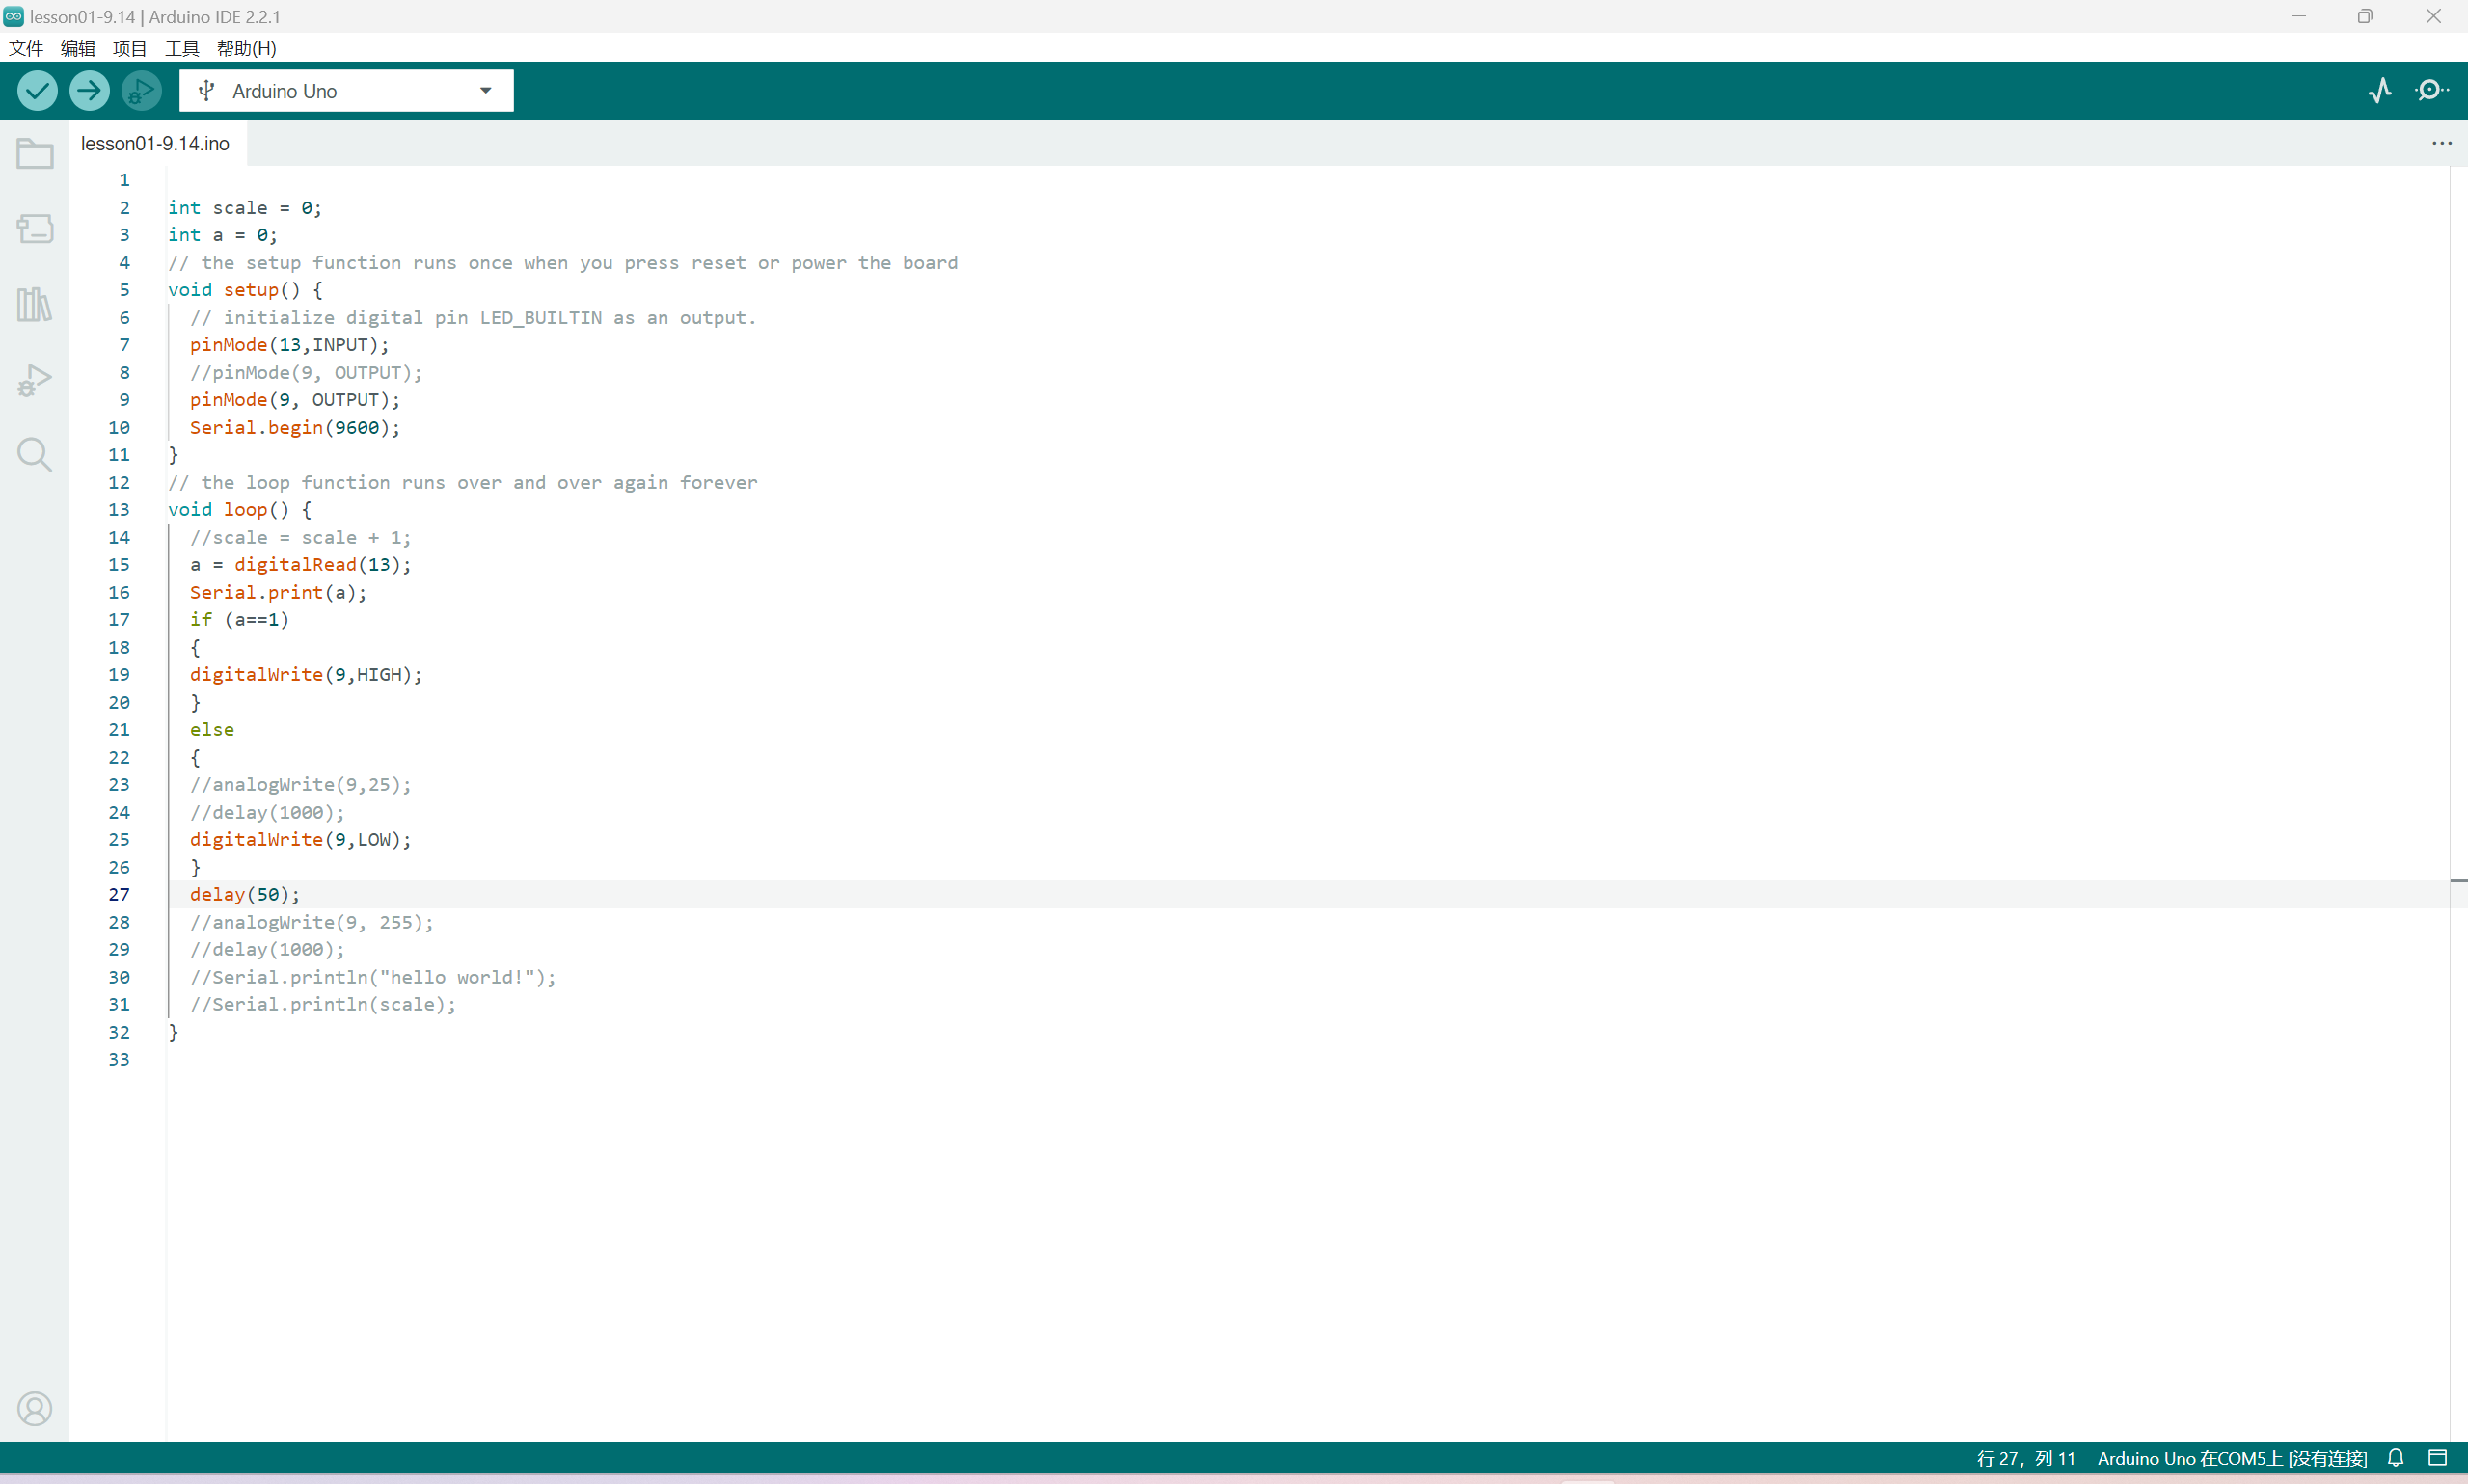 lesson01-9.14 | Arduino IDE 2.2.1
文件 编辑 项目 工具 帮助(H)
Arduino Uno
lesson01-9.14.ino
1
2 int scale = 0;
3 int a = 0;
4 // the setup function runs once when you press reset or power the board
5 void setup() {
6 // initialize digital pin LED_BUILTIN as an output.
7 pinMode(13,INPUT);
8 //pinMode(9, OUTPUT);
9 pinMode(9, OUTPUT);
10 Serial.begin(9600);
11 }
12 // the loop function runs over and over again forever
13 void loop() {
14 //scale = scale + 1;
15 a = digitalRead(13);
16 Serial.print(a);
17 if (a==1)
18 {
19 digitalWrite(9,HIGH);
20 }
21 else
22 {
23 //analogWrite(9,25);
24 //delay(1000);
25 digitalWrite(9,LOW);
26 }
27 delay(50);
28 //analogWrite(9, 255);
29 //delay(1000);
30 //Serial.println("hello world!");
31 //Serial.println(scale);
32 }
33
行 27，列 11 Arduino Uno 在COM5上 [没有连接]